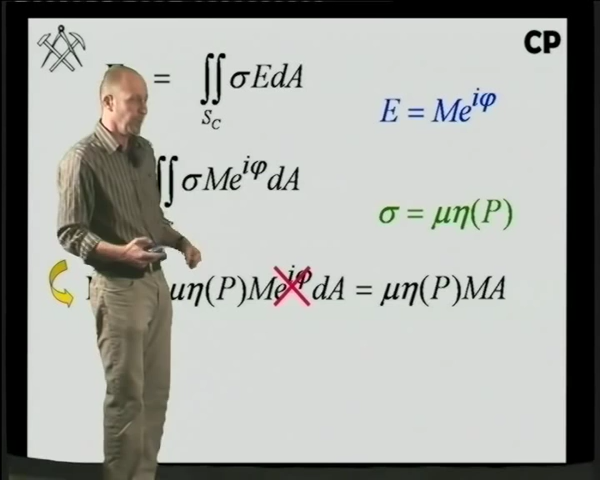 CP
= ∬ σEdA
S_C
E = Me^{iφ}
∬ σMe^{iφ}dA
σ = μη(P)
μη(P)Me^{iφ}dA = μη(P)MA